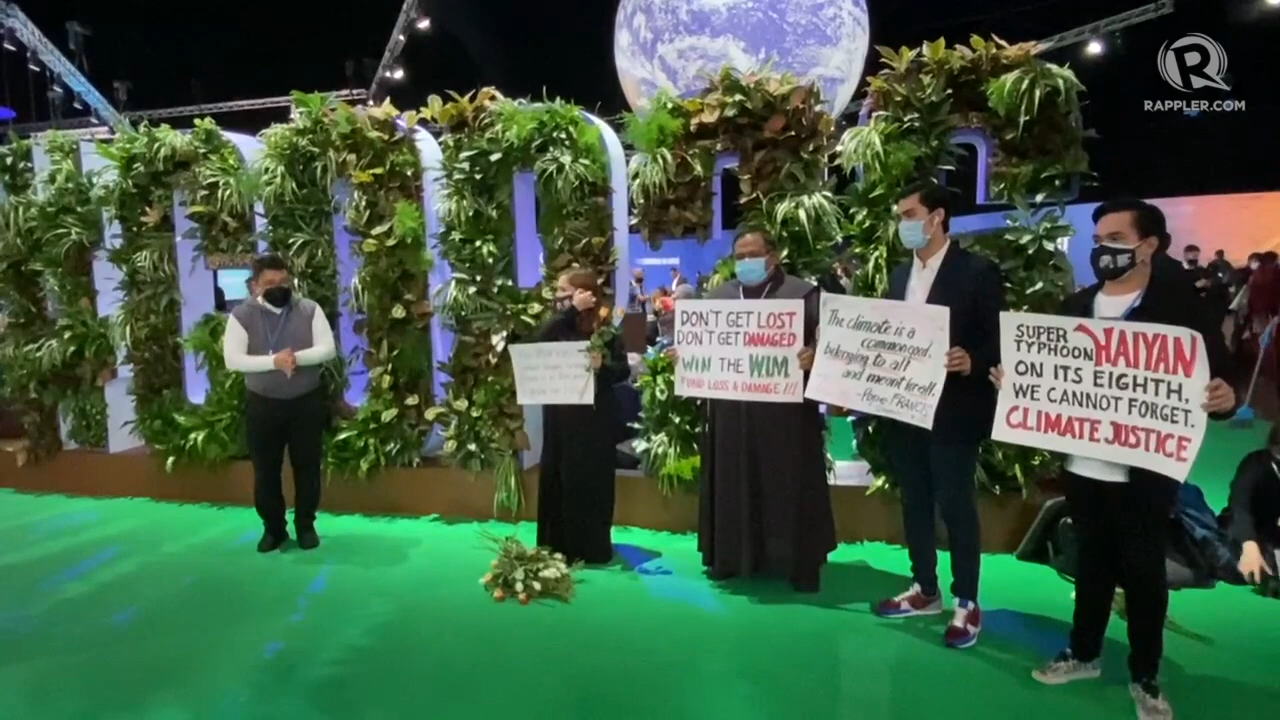 RAPPLER.COM
DON'T GET LOST
DON'T GET DAMAGED
WIN THE WIM.
FUND LOSS & DAMAGE!!!
The climate is a
common good,
belonging to all
and meant for all.
-Pope FRANCIS
SUPER
TYPHOON HAIYAN
ON ITS EIGHTH,
WE CANNOT FORGET.
CLIMATE JUSTICE